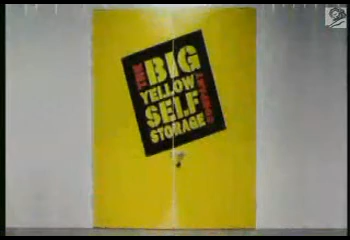 THE
BIG
YELLOW
SELF
STORAGE
COMPANY